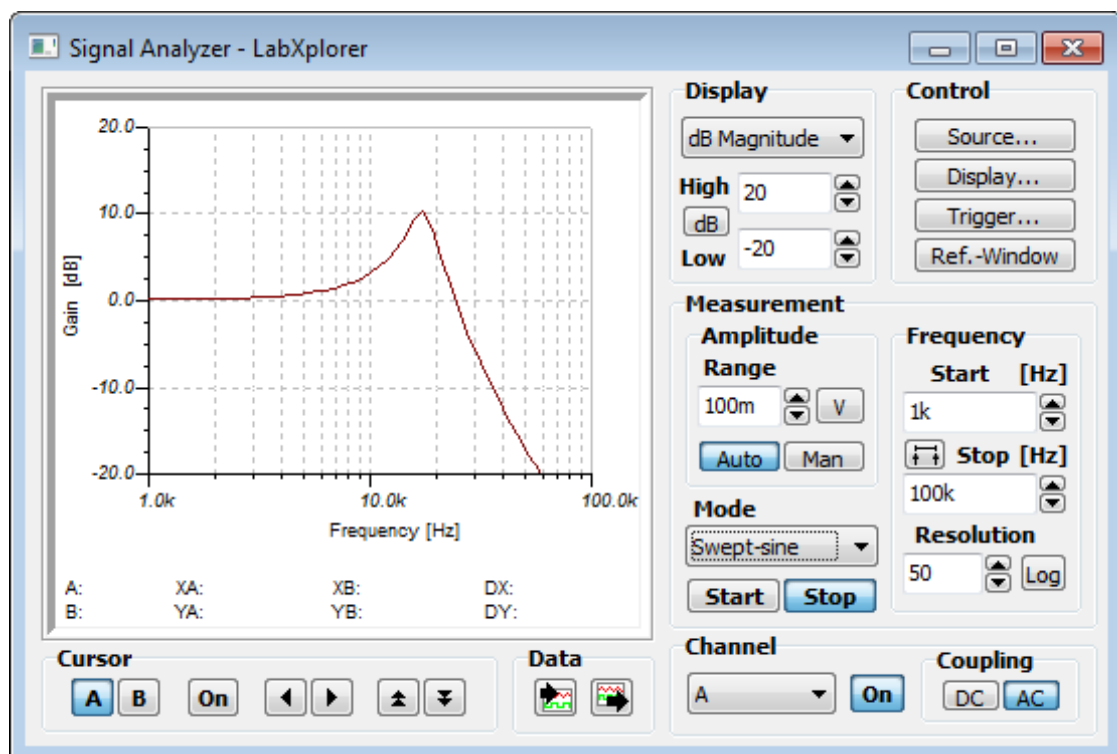 Signal Analyzer - LabXplorer
20.0
10.0
0.0
-10.0
-20.0
Gain [dB]
1.0k 10.0k 100.0k
Frequency [Hz]
A: XA: XB: DX:
B: YA: YB: DY:
Cursor
A B On
Data
Display
dB Magnitude
High 20
dB
Low -20
Control
Source...
Display...
Trigger...
Ref.-Window
Measurement
Amplitude
Range
100m V
Auto Man
Mode
Swept-sine
Start Stop
Frequency
Start [Hz]
1k
Stop [Hz]
100k
Resolution
50 Log
Channel
A On
Coupling
DC AC